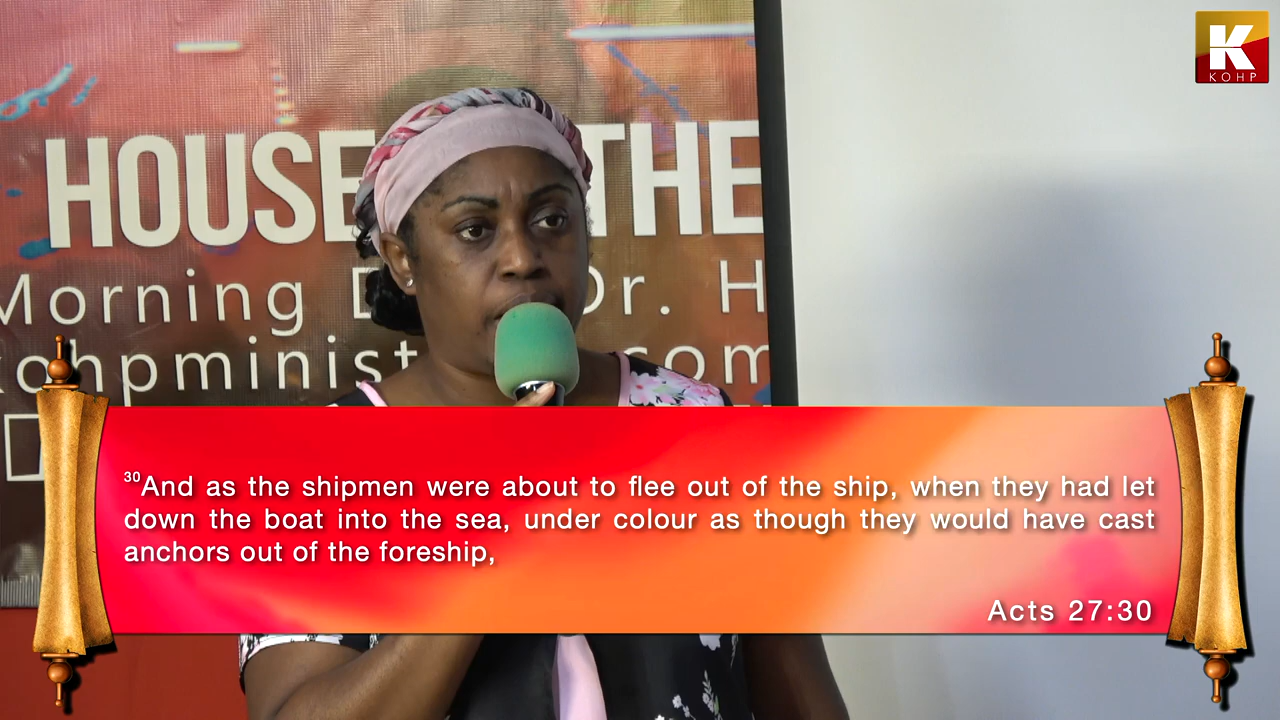 K
KOHP
HOUSE THE
Morning Dr. H
kohpminist com
30And as the shipmen were about to flee out of the ship, when they had let
down the boat into the sea, under colour as though they would have cast
anchors out of the foreship,
Acts 27:30